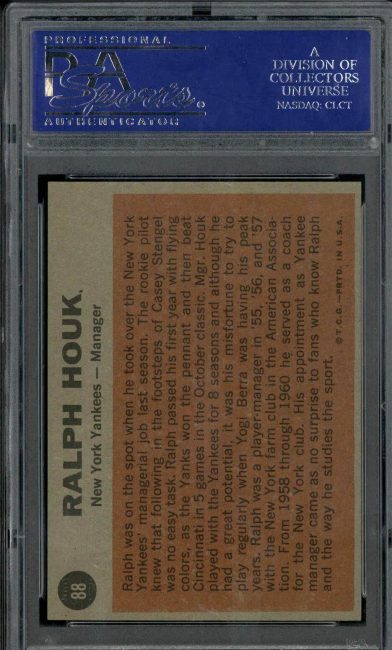 PROFESSIONAL
PSA
Sports.
AUTHENTICATOR
A
DIVISION OF
COLLECTORS
UNIVERSE
NASDAQ: CLCT
88
RALPH HOUK
New York Yankees — Manager
Ralph was on the spot when he took over the New York
Yankees' managerial job last season. The rookie pilot
knew that following in the footsteps of Casey Stengel
was no easy task. Ralph passed his first year with flying
colors, as the Yanks won the pennant and then beat
Cincinnati in 5 games in the October classic. Mgr. Houk
played with the Yankees for 8 seasons and although he
had a great potential, it was his misfortune to try to
play regularly when Yogi Berra was having his peak
years. Ralph was a player-manager in '55, '56, and '57
with the New York farm club in the American Associa-
tion. From 1958 through 1960 he served as a coach
for the New York club. His appointment as Yankee
manager came as no surprise to fans who know Ralph
and the way he studies the sport.
© T.C.G.—PRTD. IN U.S.A.